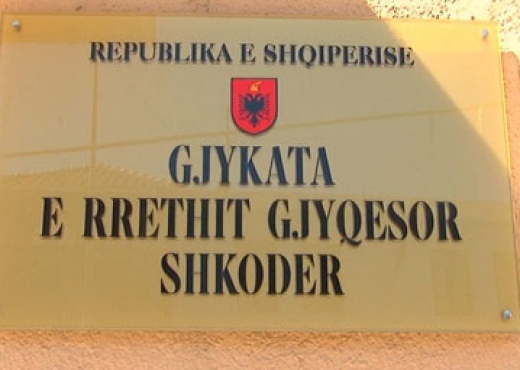 REPUBLIKA E SHQIPERISE
GJYKATA
E RRETHIT GJYQESOR
SHKODER